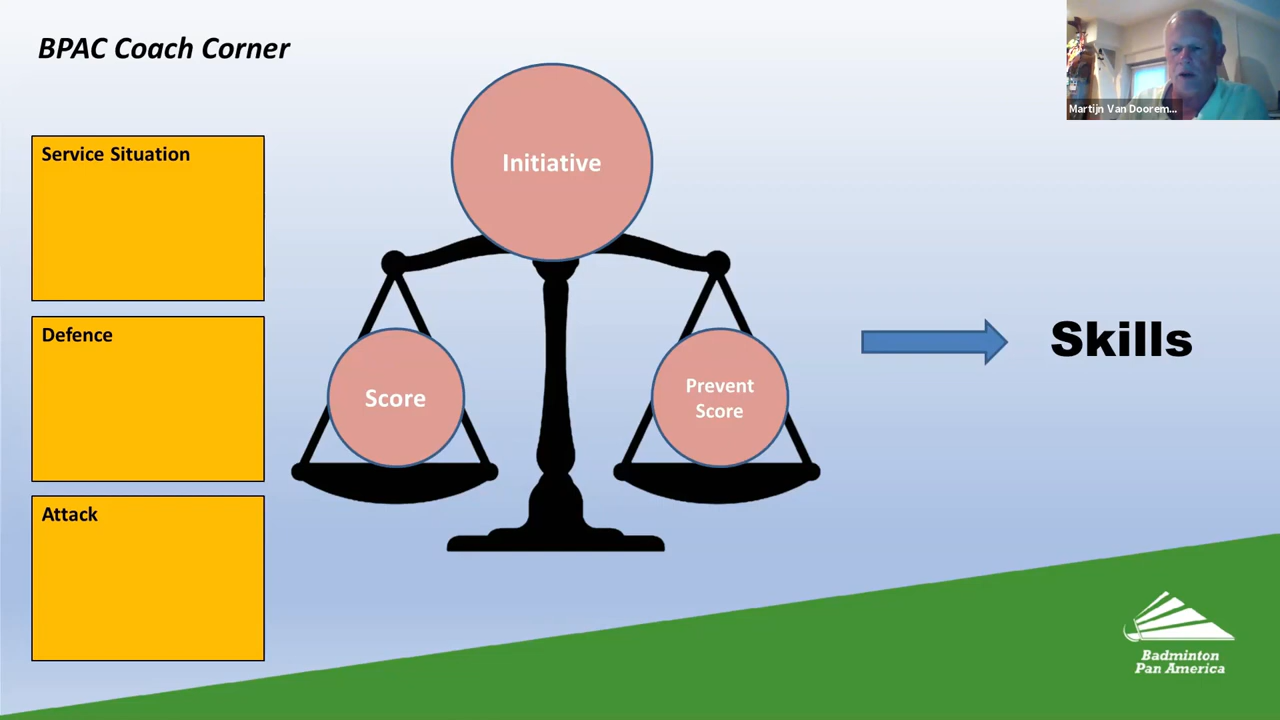 BPAC Coach Corner
Martijn Van Doorem...
Service Situation
Defence
Attack
Initiative
Score
Prevent
Score
Skills
Badminton
Pan America